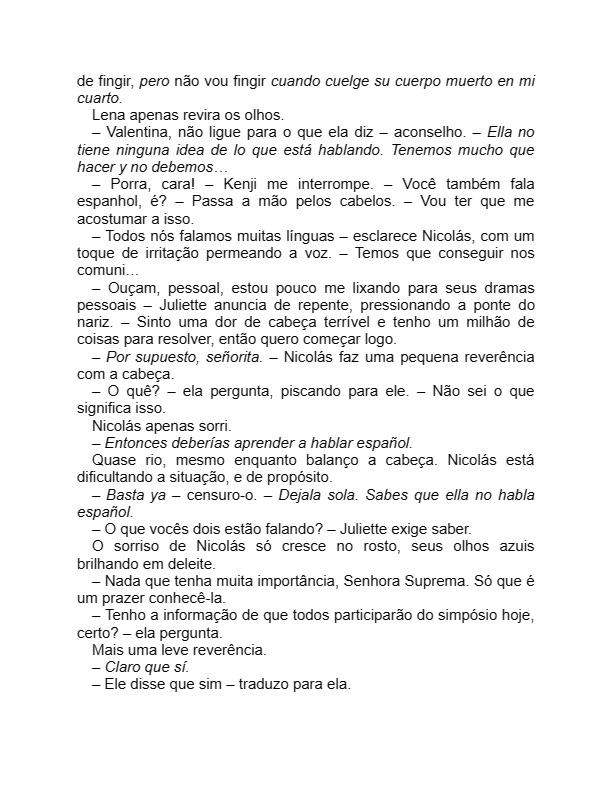 de fingir, pero não vou fingir cuando cuelge su cuerpo muerto en mi
cuarto.
Lena apenas revira os olhos.
– Valentina, não ligue para o que ela diz – aconselho. – Ella no
tiene ninguna idea de lo que está hablando. Tenemos mucho que
hacer y no debemos…
– Porra, cara! – Kenji me interrompe. – Você também fala
espanhol, é? – Passa a mão pelos cabelos. – Vou ter que me
acostumar a isso.
– Todos nós falamos muitas línguas – esclarece Nicolás, com um
toque de irritação permeando a voz. – Temos que conseguir nos
comuni…
– Ouçam, pessoal, estou pouco me lixando para seus dramas
pessoais – Juliette anuncia de repente, pressionando a ponte do
nariz. – Sinto uma dor de cabeça terrível e tenho um milhão de
coisas para resolver, então quero começar logo.
– Por supuesto, señorita. – Nicolás faz uma pequena reverência
com a cabeça.
– O quê? – ela pergunta, piscando para ele. – Não sei o que
significa isso.
Nicolás apenas sorri.
– Entonces deberías aprender a hablar español.
Quase rio, mesmo enquanto balanço a cabeça. Nicolás está
dificultando a situação, e de propósito.
– Basta ya – censuro-o. – Dejala sola. Sabes que ella no habla
español.
– O que vocês dois estão falando? – Juliette exige saber.
O sorriso de Nicolás só cresce no rosto, seus olhos azuis
brilhando em deleite.
– Nada que tenha muita importância, Senhora Suprema. Só que é
um prazer conhecê-la.
– Tenho a informação de que todos participarão do simpósio hoje,
certo? – ela pergunta.
Mais uma leve reverência.
– Claro que sí.
– Ele disse que sim – traduzo para ela.